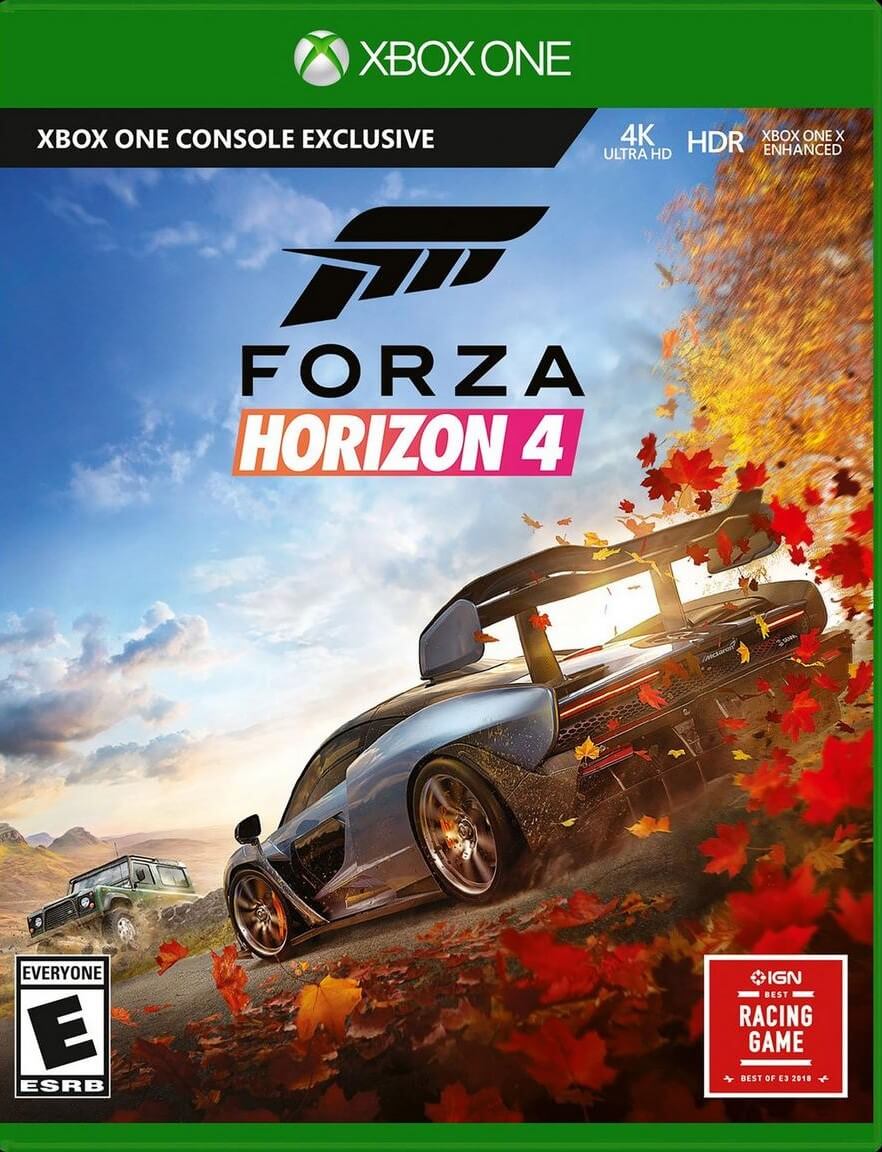 XBOX ONE
XBOX ONE CONSOLE EXCLUSIVE
4K
ULTRA HD
HDR
XBOX ONE X
ENHANCED
FORZA
HORIZON 4
McLaren
EVERYONE
E
ESRB
IGN
BEST
RACING
GAME
BEST OF E3 2018